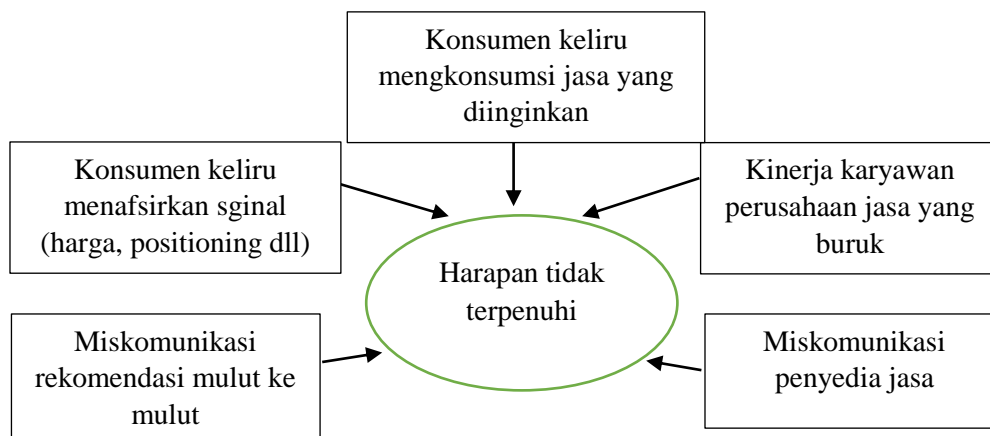 Konsumen keliru
mengkonsumsi jasa yang
diinginkan
Konsumen keliru
menafsirkan sginal
(harga, positioning dll)
Kinerja karyawan
perusahaan jasa yang
buruk
Harapan tidak
terpenuhi
Miskomunikasi
rekomendasi mulut ke
mulut
Miskomunikasi
penyedia jasa